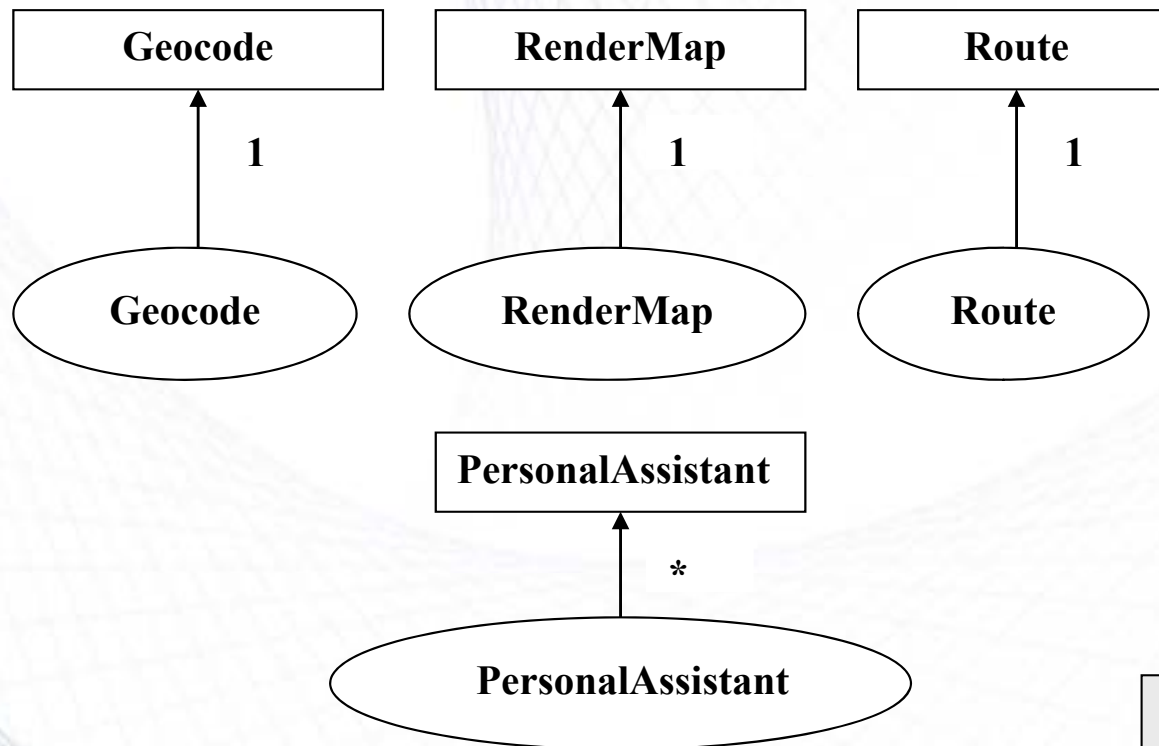 Geocode
RenderMap
Route
1
1
1
Geocode
RenderMap
Route
PersonalAssistant
*
PersonalAssistant